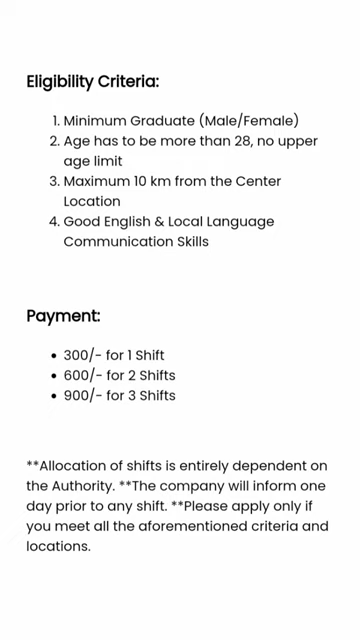 Eligibility Criteria:
1. Minimum Graduate (Male/Female)
2. Age has to be more than 28, no upper
age limit
3. Maximum 10 km from the Center
Location
4. Good English & Local Language
Communication Skills
Payment:
• 300/- for 1 Shift
• 600/- for 2 Shifts
• 900/- for 3 Shifts
**Allocation of shifts is entirely dependent on
the Authority. **The company will inform one
day prior to any shift. **Please apply only if
you meet all the aforementioned criteria and
locations.